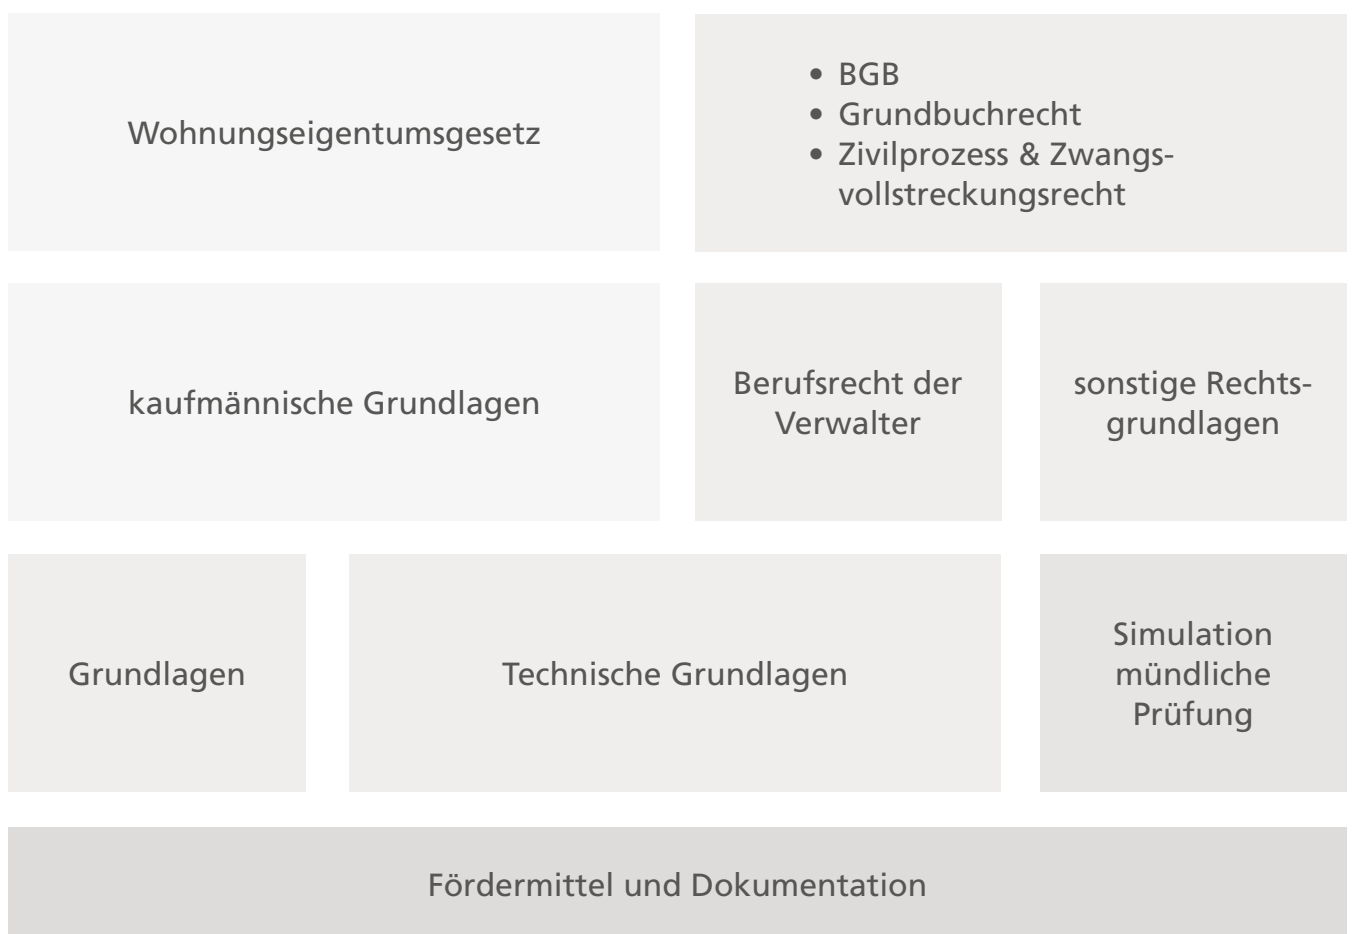 Wohnungseigentumsgesetz
• BGB
• Grundbuchrecht
• Zivilprozess & Zwangs-
vollstreckungsrecht
kaufmännische Grundlagen
Berufsrecht der
Verwalter
sonstige Rechts-
grundlagen
Grundlagen
Technische Grundlagen
Simulation
mündliche
Prüfung
Fördermittel und Dokumentation